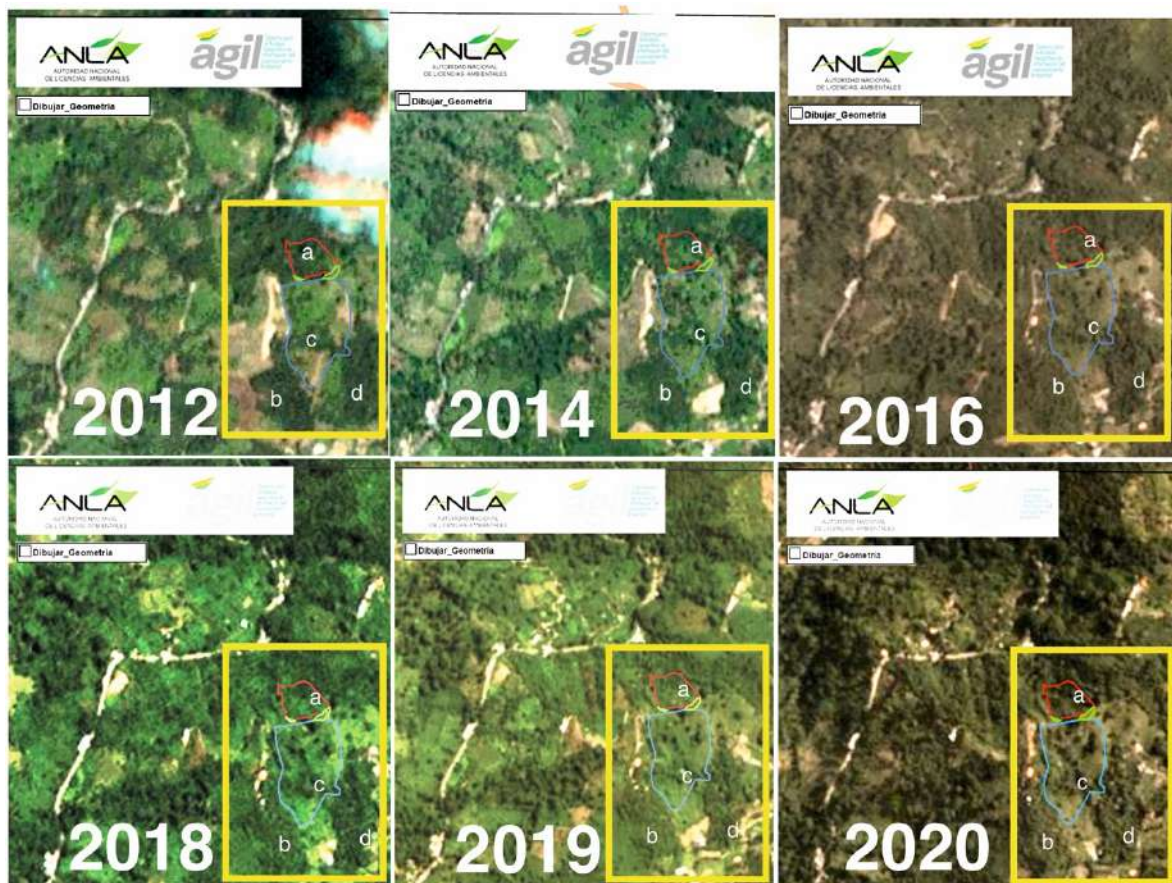 ANLA
AUTORIDAD NACIONAL
DE LICENCIAS AMBIENTALES
agil
Dibujar_Geometria
a
c
b
d
2012
ANLA
AUTORIDAD NACIONAL
DE LICENCIAS AMBIENTALES
agil
Dibujar_Geometria
a
c
b
d
2014
ANLA
AUTORIDAD NACIONAL
DE LICENCIAS AMBIENTALES
agil
Dibujar_Geometria
a
c
b
d
2016
ANLA
AUTORIDAD NACIONAL
DE LICENCIAS AMBIENTALES
agil
Dibujar_Geometria
a
c
b
d
2018
ANLA
AUTORIDAD NACIONAL
DE LICENCIAS AMBIENTALES
agil
Dibujar_Geometria
a
c
b
d
2019
ANLA
AUTORIDAD NACIONAL
DE LICENCIAS AMBIENTALES
Dibujar_Geometria
a
c
b
d
2020